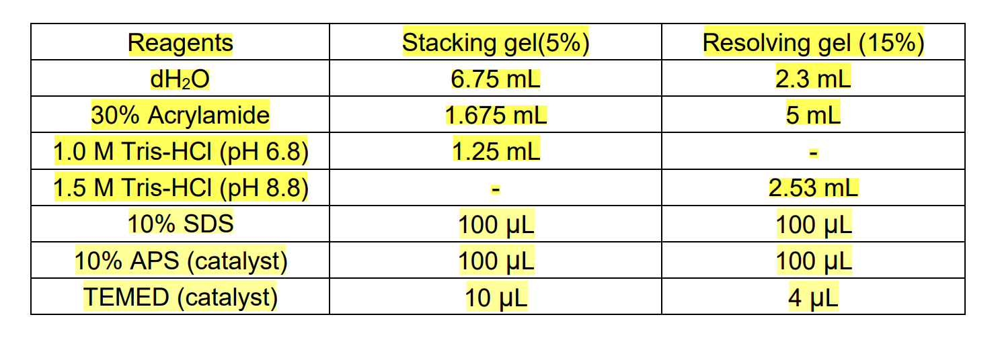 Reagents Stacking gel(5%) Resolving gel (15%)
dH₂O 6.75 mL 2.3 mL
30% Acrylamide 1.675 mL 5 mL
1.0 M Tris-HCl (pH 6.8) 1.25 mL -
1.5 M Tris-HCl (pH 8.8) - 2.53 mL
10% SDS 100 µL 100 µL
10% APS (catalyst) 100 µL 100 µL
TEMED (catalyst) 10 µL 4 µL